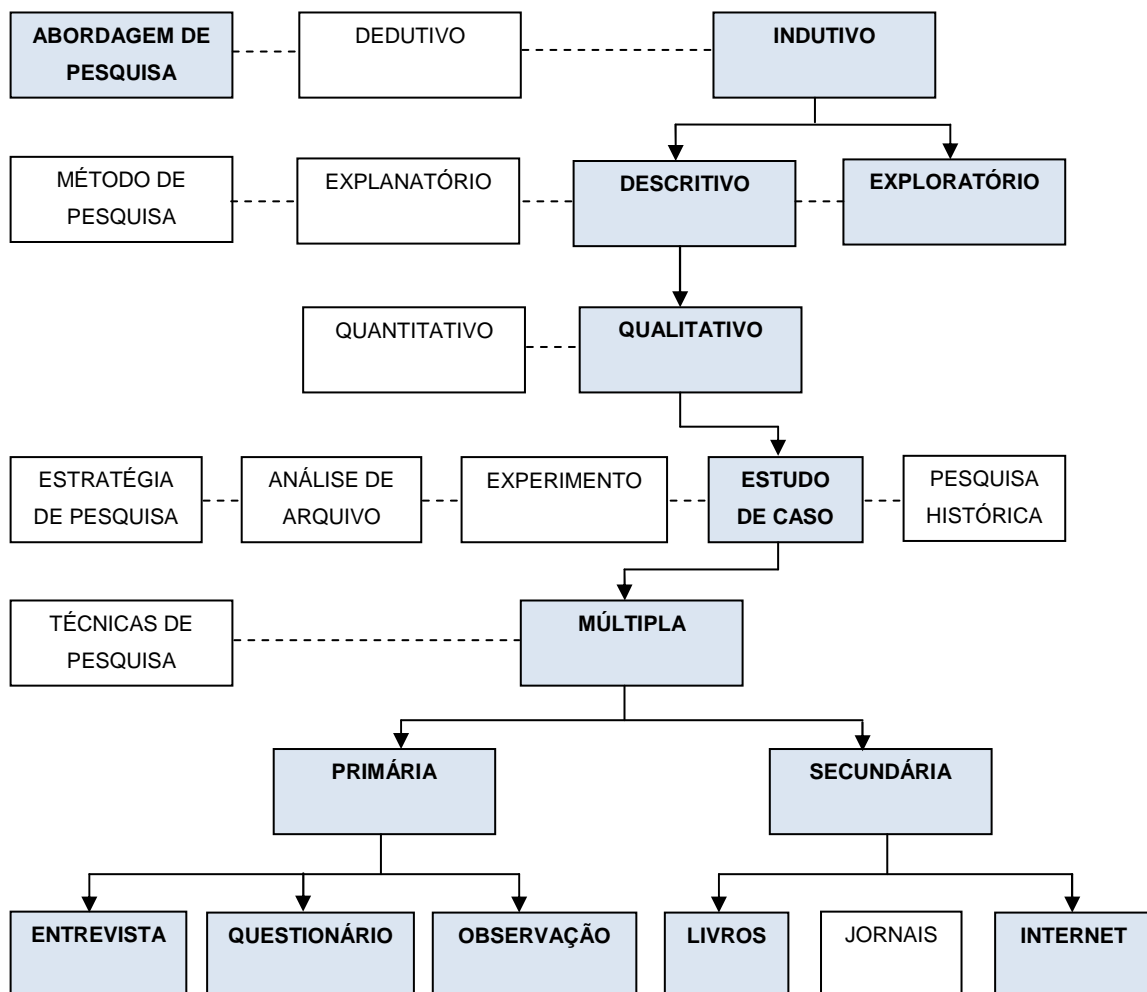 ABORDAGEM DE
PESQUISA
DEDUTIVO
INDUTIVO
MÉTODO DE
PESQUISA
EXPLANATÓRIO
DESCRITIVO
EXPLORATÓRIO
QUANTITATIVO
QUALITATIVO
ESTRATÉGIA
DE PESQUISA
ANÁLISE DE
ARQUIVO
EXPERIMENTO
ESTUDO
DE CASO
PESQUISA
HISTÓRICA
TÉCNICAS DE
PESQUISA
MÚLTIPLA
PRIMÁRIA
SECUNDÁRIA
ENTREVISTA
QUESTIONÁRIO
OBSERVAÇÃO
LIVROS
JORNAIS
INTERNET